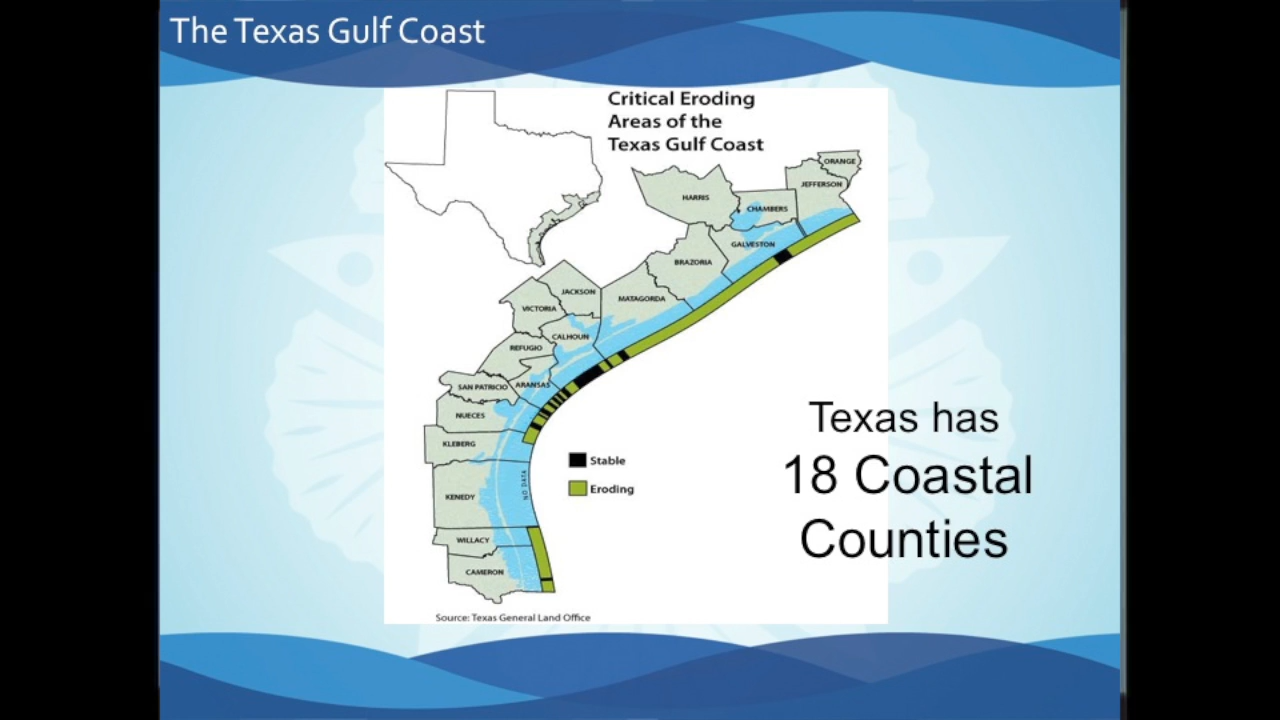 The Texas Gulf Coast
Critical Eroding
Areas of the
Texas Gulf Coast
ORANGE
JEFFERSON
HARRIS
CHAMBERS
GALVESTON
BRAZORIA
JACKSON
MATAGORDA
VICTORIA
CALHOUN
REFUGIO
ARANSAS
SAN PATRICIO
NUECES
KLEBERG
KENEDY
NO DATA
WILLACY
CAMERON
Stable
Eroding
Source: Texas General Land Office
Texas has
18 Coastal
Counties